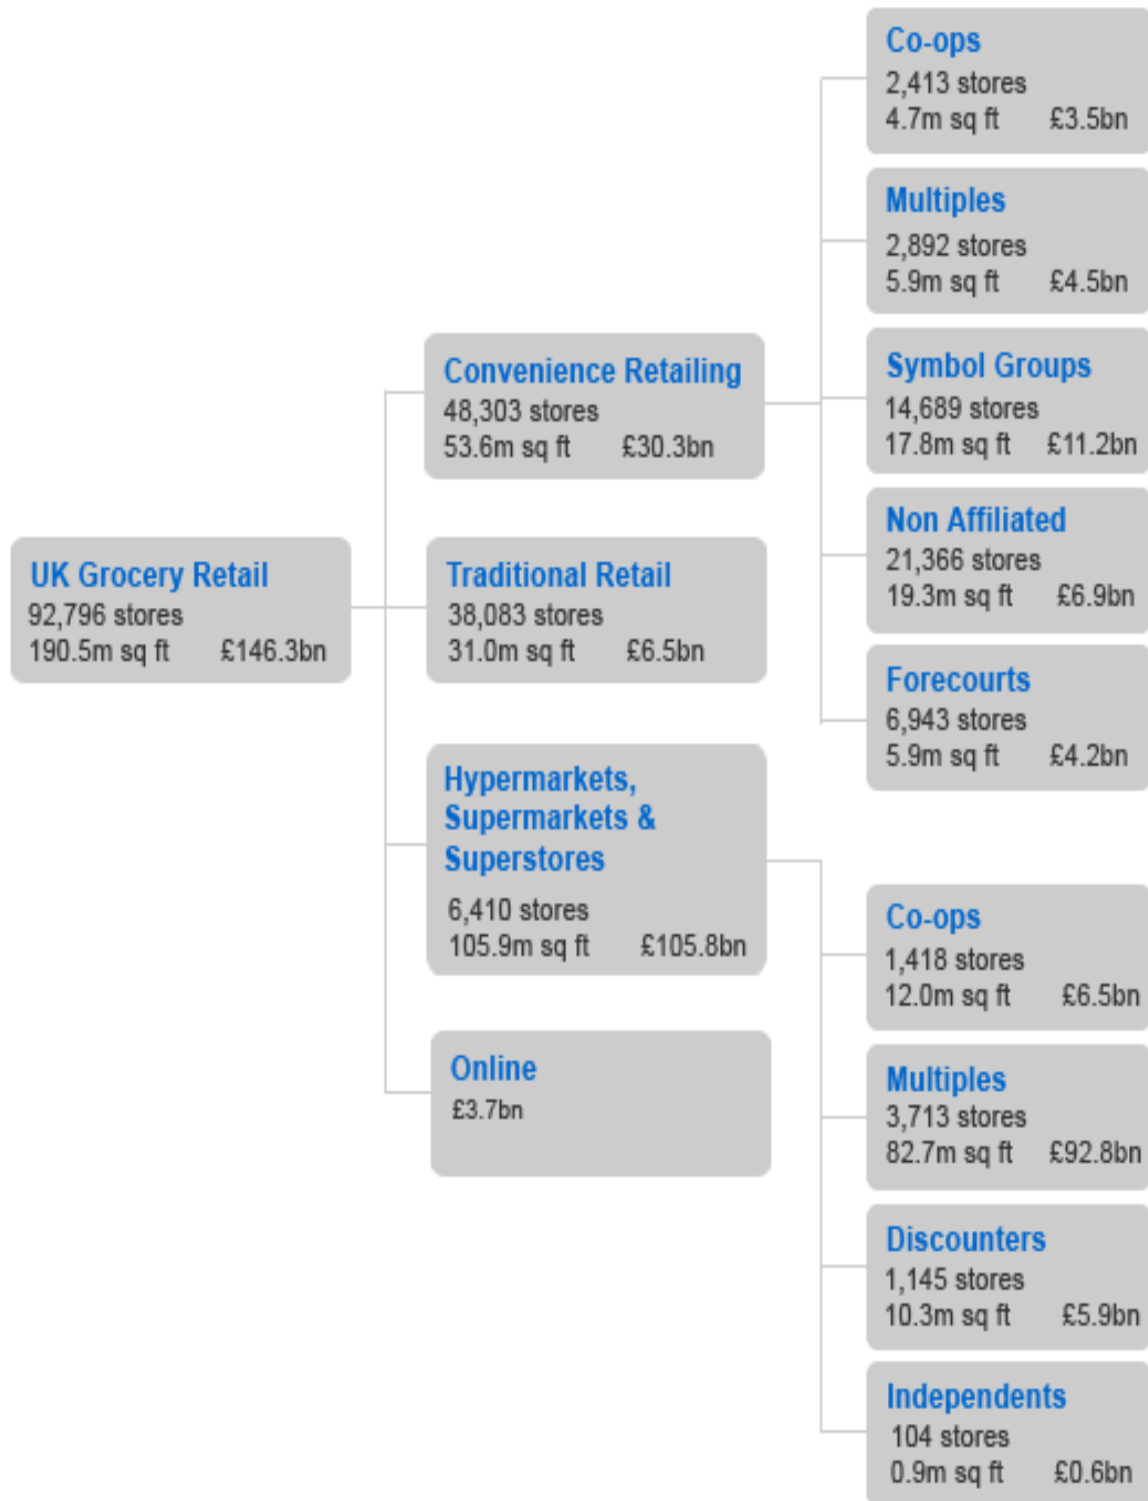 UK Grocery Retail
92,796 stores
190.5m sq ft £146.3bn
Convenience Retailing
48,303 stores
53.6m sq ft £30.3bn
Co-ops
2,413 stores
4.7m sq ft £3.5bn
Multiples
2,892 stores
5.9m sq ft £4.5bn
Symbol Groups
14,689 stores
17.8m sq ft £11.2bn
Non Affiliated
21,366 stores
19.3m sq ft £6.9bn
Forecourts
6,943 stores
5.9m sq ft £4.2bn
Traditional Retail
38,083 stores
31.0m sq ft £6.5bn
Hypermarkets,
Supermarkets &
Superstores
6,410 stores
105.9m sq ft £105.8bn
Co-ops
1,418 stores
12.0m sq ft £6.5bn
Multiples
3,713 stores
82.7m sq ft £92.8bn
Discounters
1,145 stores
10.3m sq ft £5.9bn
Independents
104 stores
0.9m sq ft £0.6bn
Online
£3.7bn